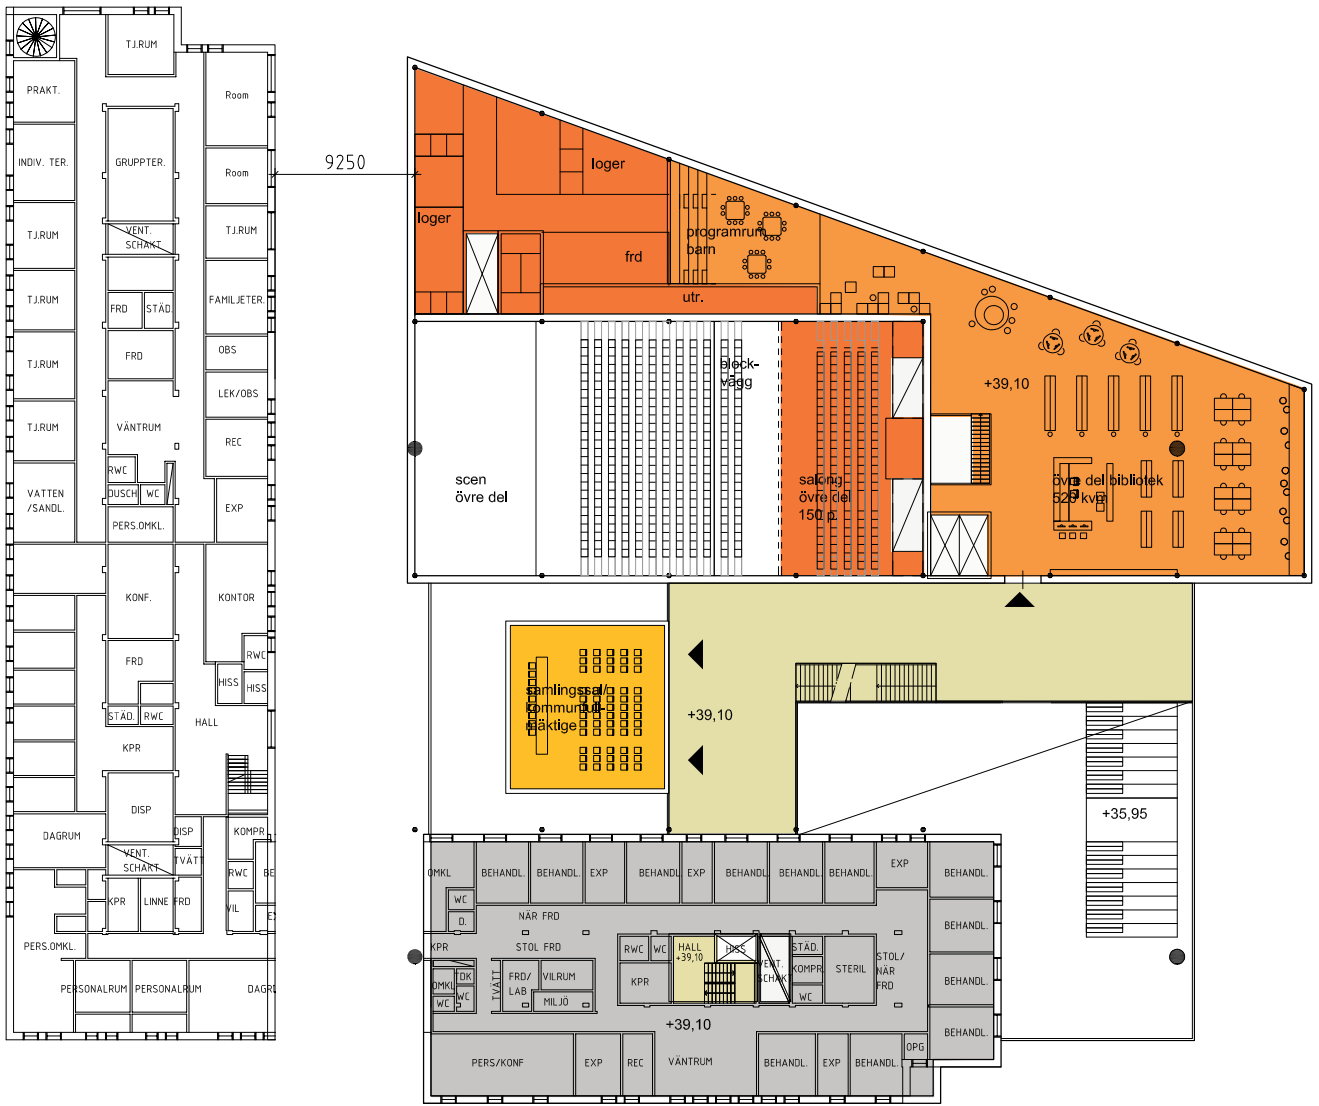 TJ.RUM
PRAKT.
Room
INDIV. TER.
GRUPPTER.
Room
TJ.RUM
VENT.
SCHAKT
TJ.RUM
TJ.RUM
FRD
STÄD.
FAMILJETER.
TJ.RUM
FRD
OBS
LEK/OBS
TJ.RUM
VÄNTRUM
REC
RWC
VATTEN
/SANDL.
DUSCH
WC
EXP
PERS.OMKL.
KONF.
KONTOR
FRD
RWC
HISS
HISS
STÄD.
RWC
HALL
KPR
DISP
DAGRUM
DISP
KOMPR.
VENT.
SCHAKT
TVÄTT
RWC
BE
KPR
LINNE
FRD
VIL
EX
PERS.OMKL.
PERSONALRUM
PERSONALRUM
DAGRU
9250
loger
loger
programrum
barn
frd
utr.
block-
vägg
+39,10
scen
övre del
salong
övre del
150 p.
övre del bibliotek
520 kvm
samlingssal/
kommunfull-
mäktige
+39,10
+35,95
OMKL
BEHANDL.
BEHANDL.
EXP
BEHANDL
EXP
BEHANDL
BEHANDL.
BEHANDL.
EXP
BEHANDL.
WC
D.
NÄR FRD
BEHANDL.
KPR
STOL FRD
RWC
WC
HALL
+39,10
HISS
VENT.
SCHAKT
STÄD.
KOMPR
WC
STERIL
STOL/
NÄR
FRD
BEHANDL.
OMKL
TDK
WC
WC
TVÄTT
FRD/
LAB
VILRUM
MILJÖ
KPR
+39,10
BEHANDL.
OPG
PERS/KONF
EXP
REC
VÄNTRUM
BEHANDL.
EXP
BEHANDL.